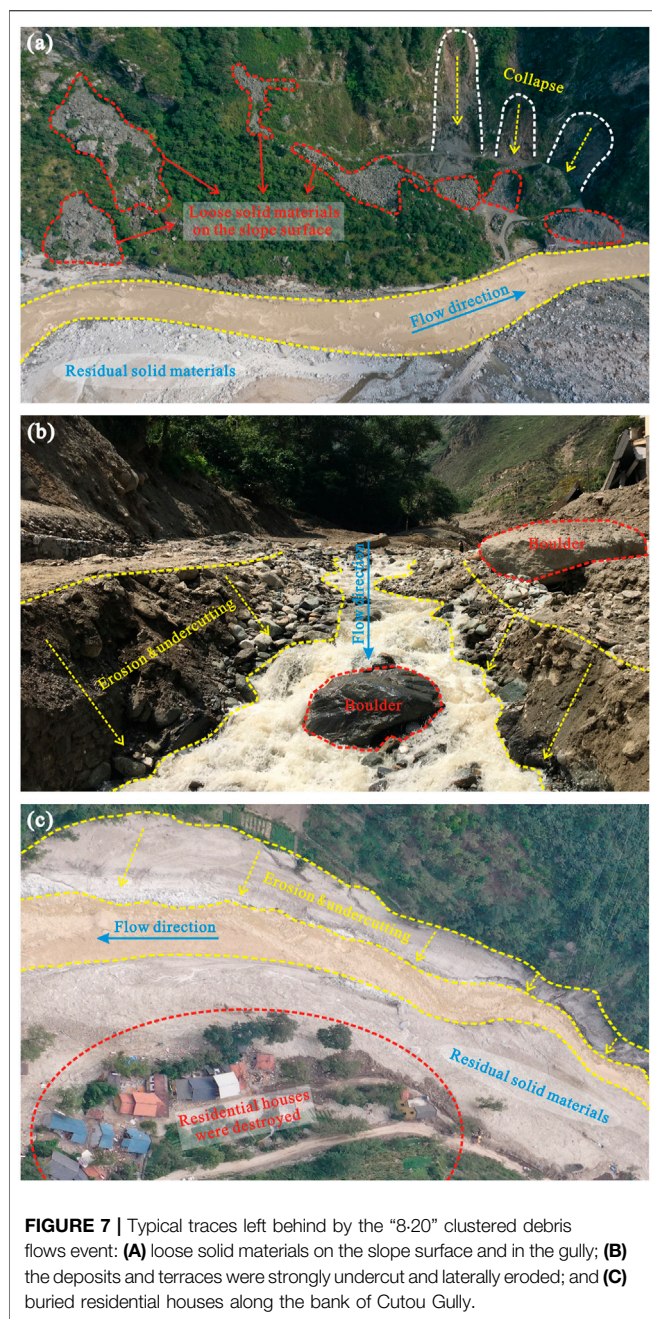 (a)
Collapse
Loose solid materials
on the slope surface
Flow direction
Residual solid materials
(b)
Boulder
Flow direction
Erosion &undercutting
Boulder
(c)
Erosion &undercutting
Flow direction
Residual solid materials
Residential houses
were destroyed
FIGURE 7 | Typical traces left behind by the “8·20” clustered debris
flows event: (A) loose solid materials on the slope surface and in the gully; (B)
the deposits and terraces were strongly undercut and laterally eroded; and (C)
buried residential houses along the bank of Cutou Gully.